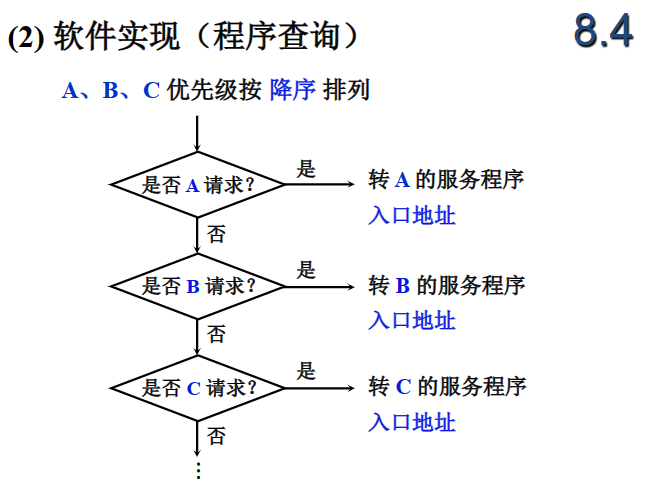 (2) 软件实现（程序查询）
8.4
A、B、C 优先级按 降序 排列
是否 A 请求？
是
转 A 的服务程序
入口地址
否
是否 B 请求？
是
转 B 的服务程序
入口地址
否
是否 C 请求？
是
转 C 的服务程序
入口地址
否
⋮